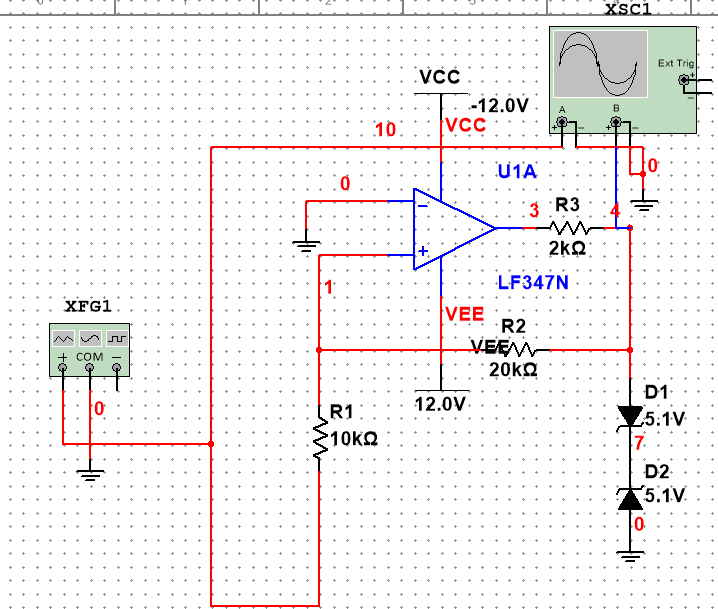 XSC1
Ext Trig
+
−
A
B
+
−
+
−
VCC
-12.0V
VCC
10
0
0
U1A
−
+
3
R3
4
2kΩ
LF347N
1
VEE
R2
VEE
20kΩ
12.0V
XFG1
+
COM
−
0
R1
10kΩ
D1
5.1V
7
D2
5.1V
0